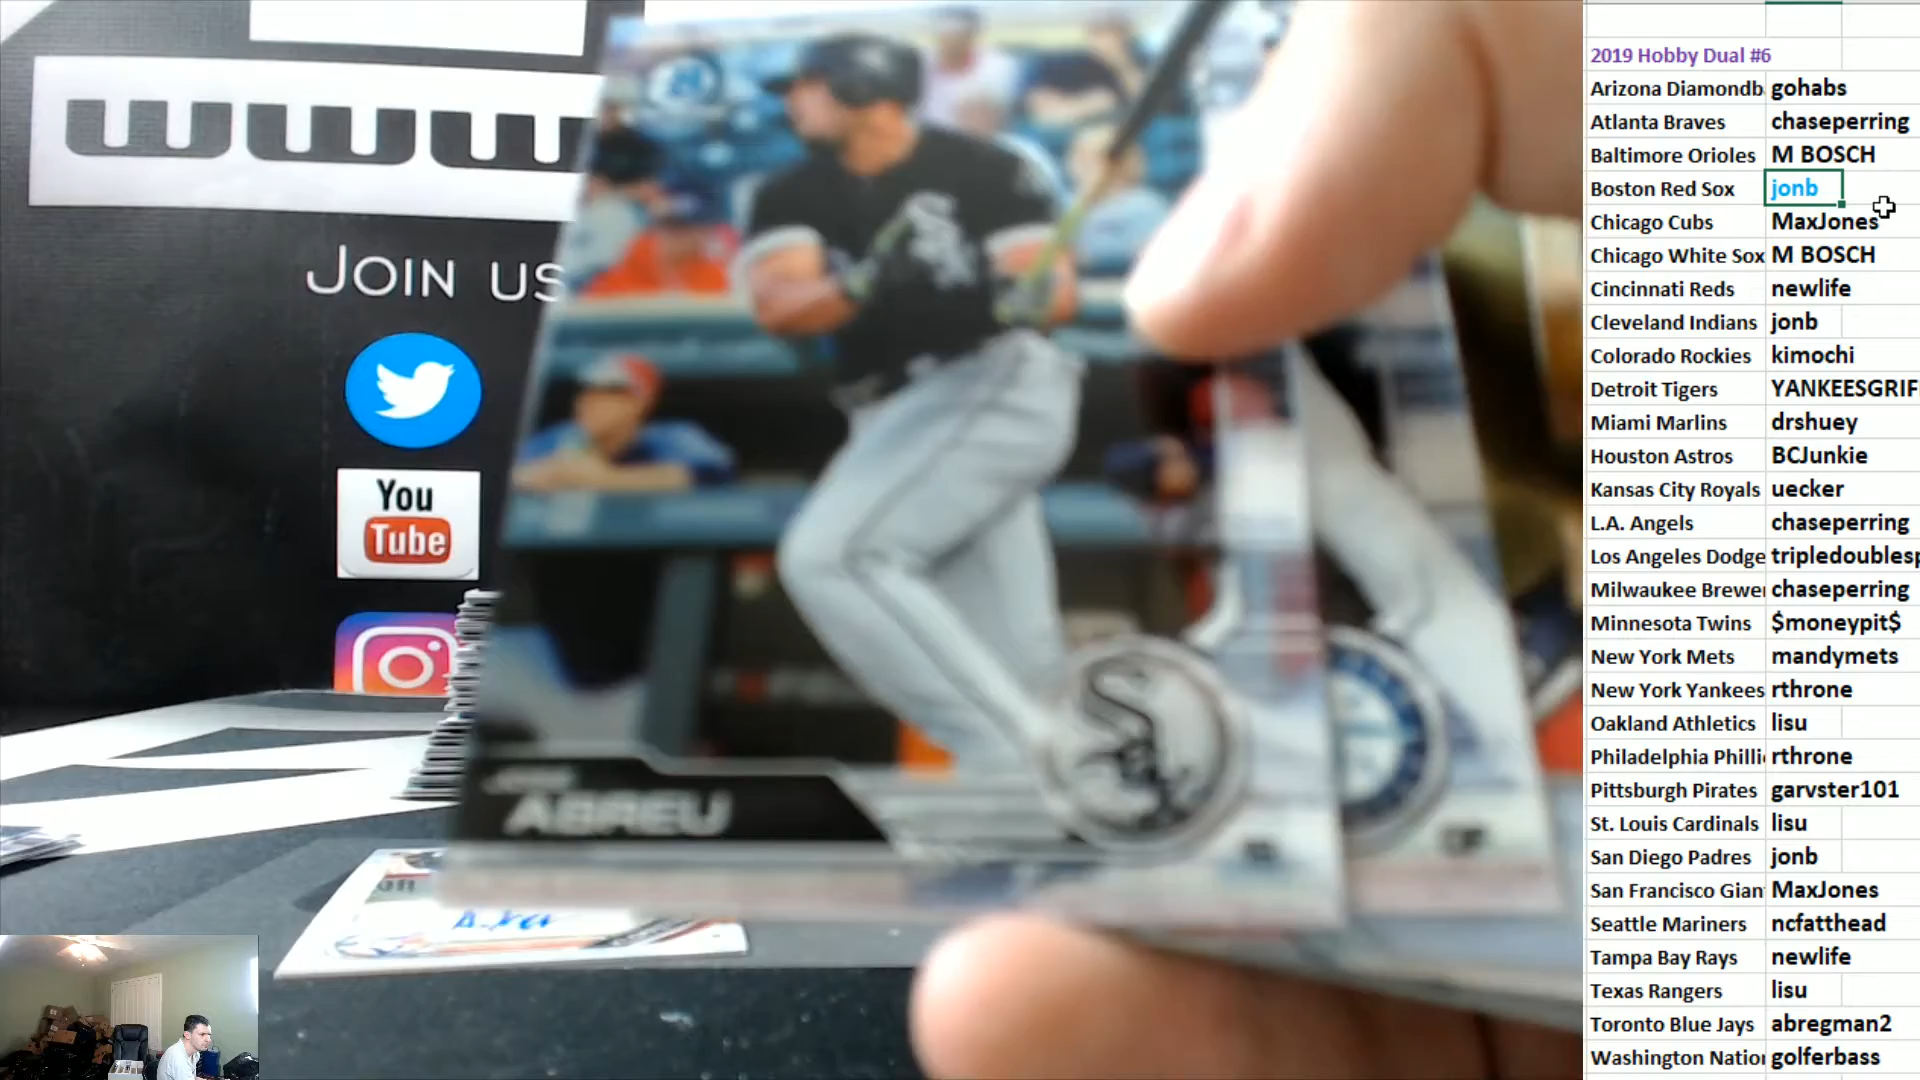 WWW
JOIN US
You
Tube
SOX
ABREU
2019 Hobby Dual #6
Arizona Diamondb gohabs
Atlanta Braves chaseperring
Baltimore Orioles M BOSCH
Boston Red Sox jonb
Chicago Cubs MaxJones
Chicago White Sox M BOSCH
Cincinnati Reds newlife
Cleveland Indians jonb
Colorado Rockies kimochi
Detroit Tigers YANKEESGRIF
Miami Marlins drshuey
Houston Astros BCJunkie
Kansas City Royals uecker
L.A. Angels chaseperring
Los Angeles Dodge tripledoublesp
Milwaukee Brewer chaseperring
Minnesota Twins $moneypit$
New York Mets mandymets
New York Yankees rthrone
Oakland Athletics lisu
Philadelphia Phillie rthrone
Pittsburgh Pirates garvster101
St. Louis Cardinals lisu
San Diego Padres jonb
San Francisco Gian MaxJones
Seattle Mariners ncfatthead
Tampa Bay Rays newlife
Texas Rangers lisu
Toronto Blue Jays abregman2
Washington Nation golferbass